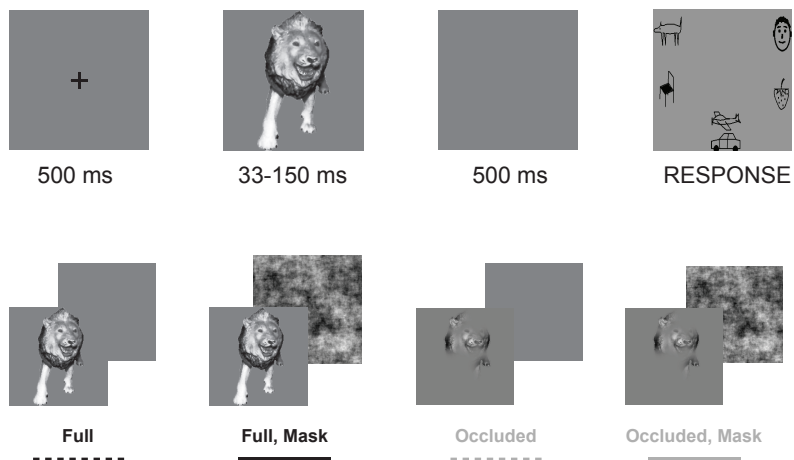 500 ms
33-150 ms
500 ms
RESPONSE
Full
Full, Mask
Occluded
Occluded, Mask